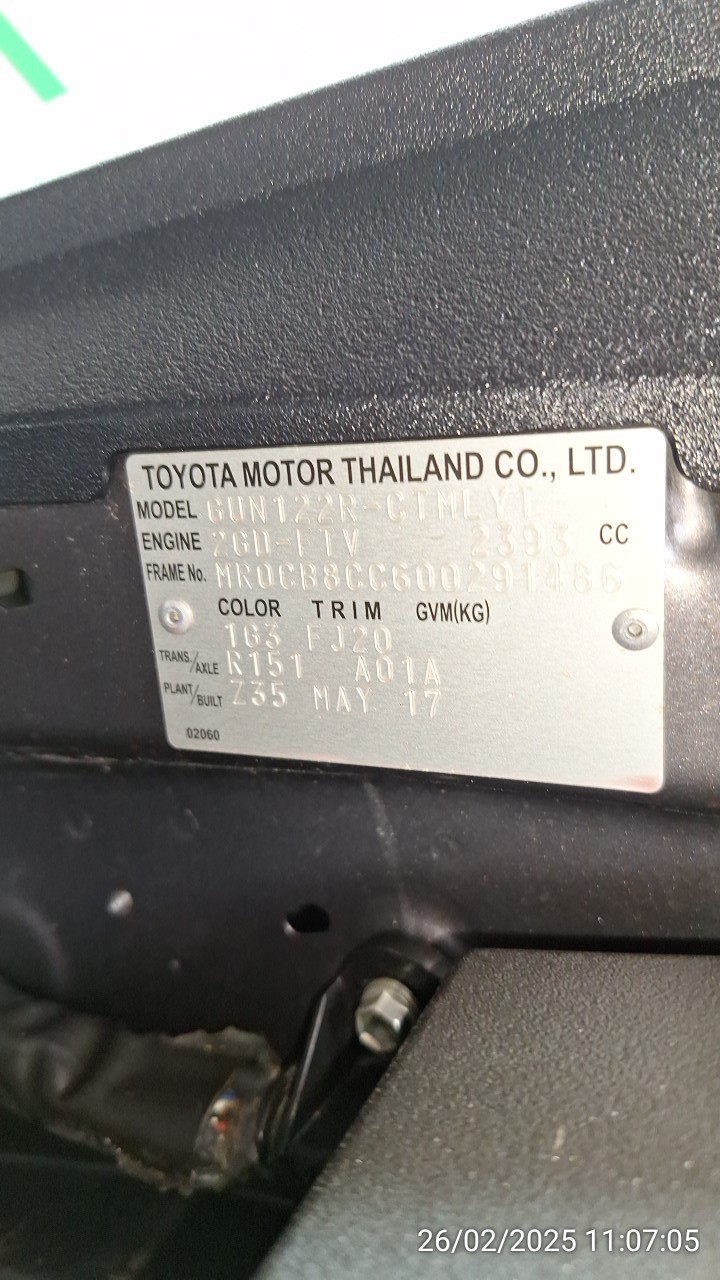 TOYOTA MOTOR THAILAND CO., LTD.
MODEL GUN122R-CTMLYT
ENGINE 2GD-FTV - 2393 CC
FRAME No. MR0CB8CC600291486
COLOR TRIM GVM(KG)
1G3 FJ20
TRANS./AXLE R151 A01A
PLANT/BUILT Z35 MAY 17
02060
26/02/2025 11:07:05